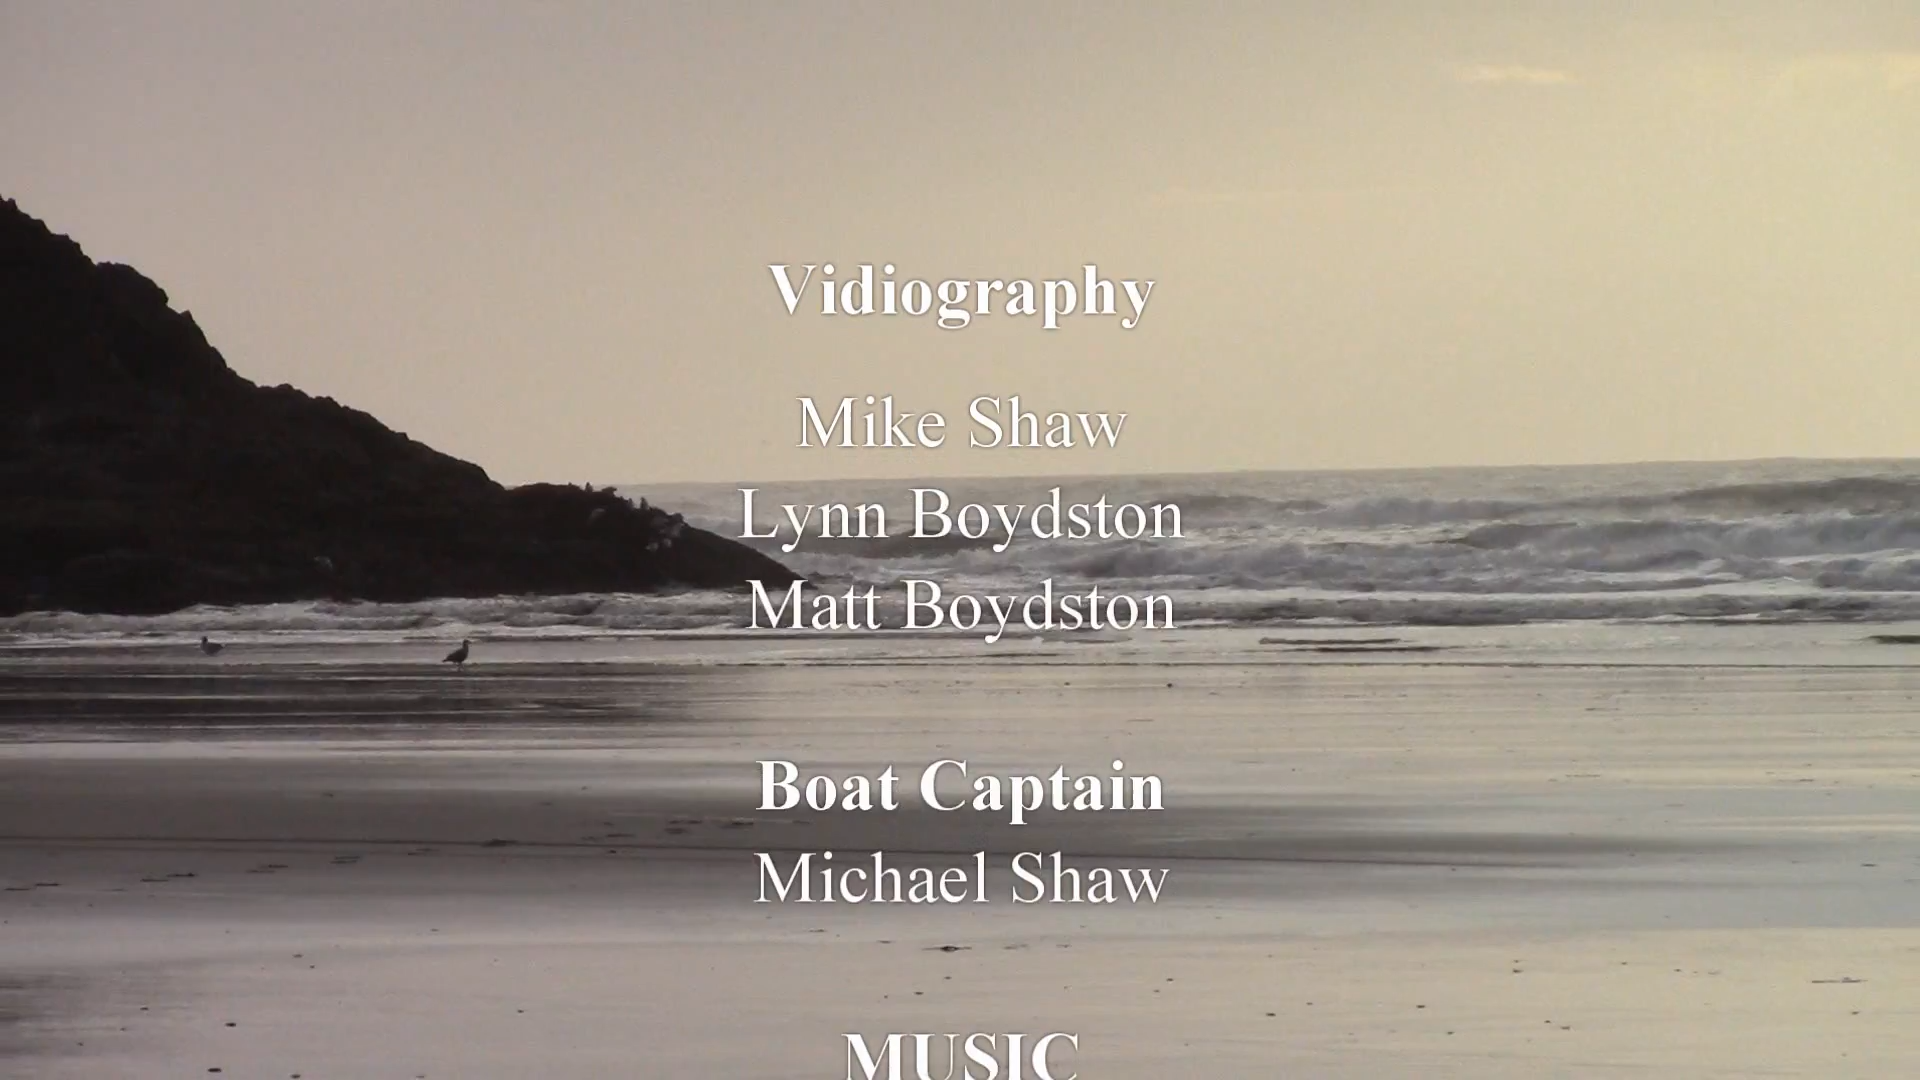 Vidiography
Mike Shaw
Lynn Boydston
Matt Boydston
Boat Captain
Michael Shaw
MUSIC